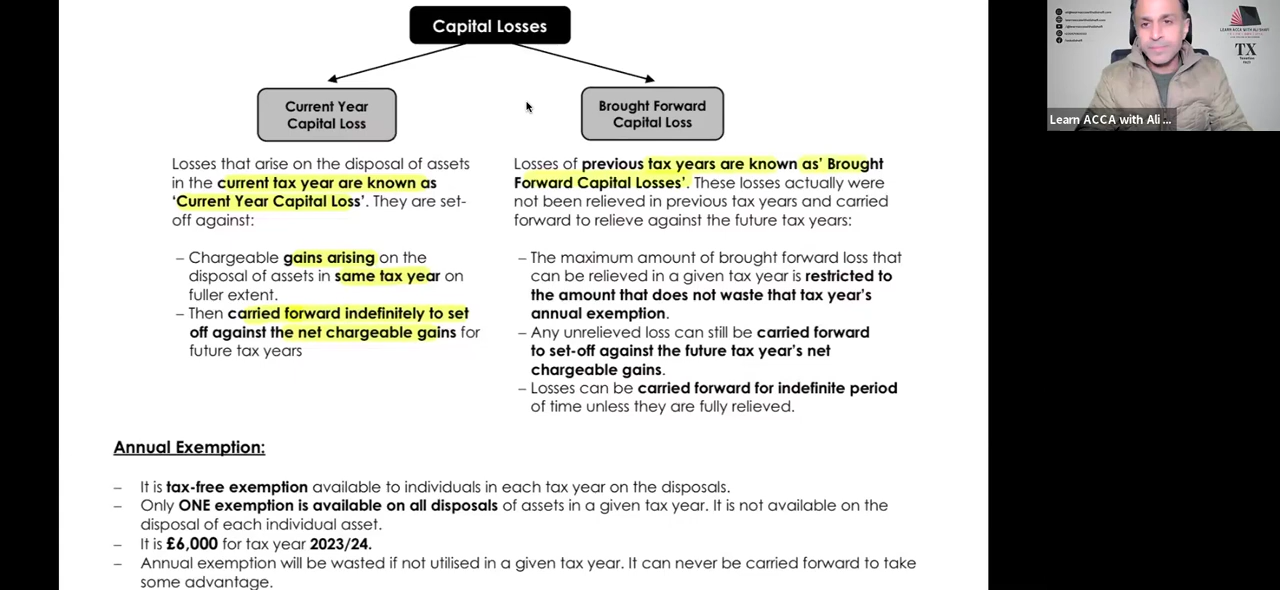 Capital Losses
Current Year
Capital Loss
Brought Forward
Capital Loss
Losses that arise on the disposal of assets
in the current tax year are known as
‘Current Year Capital Loss’. They are set-
off against:
– Chargeable gains arising on the
disposal of assets in same tax year on
fuller extent.
– Then carried forward indefinitely to set
off against the net chargeable gains for
future tax years
Losses of previous tax years are known as’ Brought
Forward Capital Losses’. These losses actually were
not been relieved in previous tax years and carried
forward to relieve against the future tax years:
– The maximum amount of brought forward loss that
can be relieved in a given tax year is restricted to
the amount that does not waste that tax year’s
annual exemption.
– Any unrelieved loss can still be carried forward
to set-off against the future tax year’s net
chargeable gains.
– Losses can be carried forward for indefinite period
of time unless they are fully relieved.
Annual Exemption:
– It is tax-free exemption available to individuals in each tax year on the disposals.
– Only ONE exemption is available on all disposals of assets in a given tax year. It is not available on the
disposal of each individual asset.
– It is £6,000 for tax year 2023/24.
– Annual exemption will be wasted if not utilised in a given tax year. It can never be carried forward to take
some advantage.
TX
Learn ACCA with Ali ...